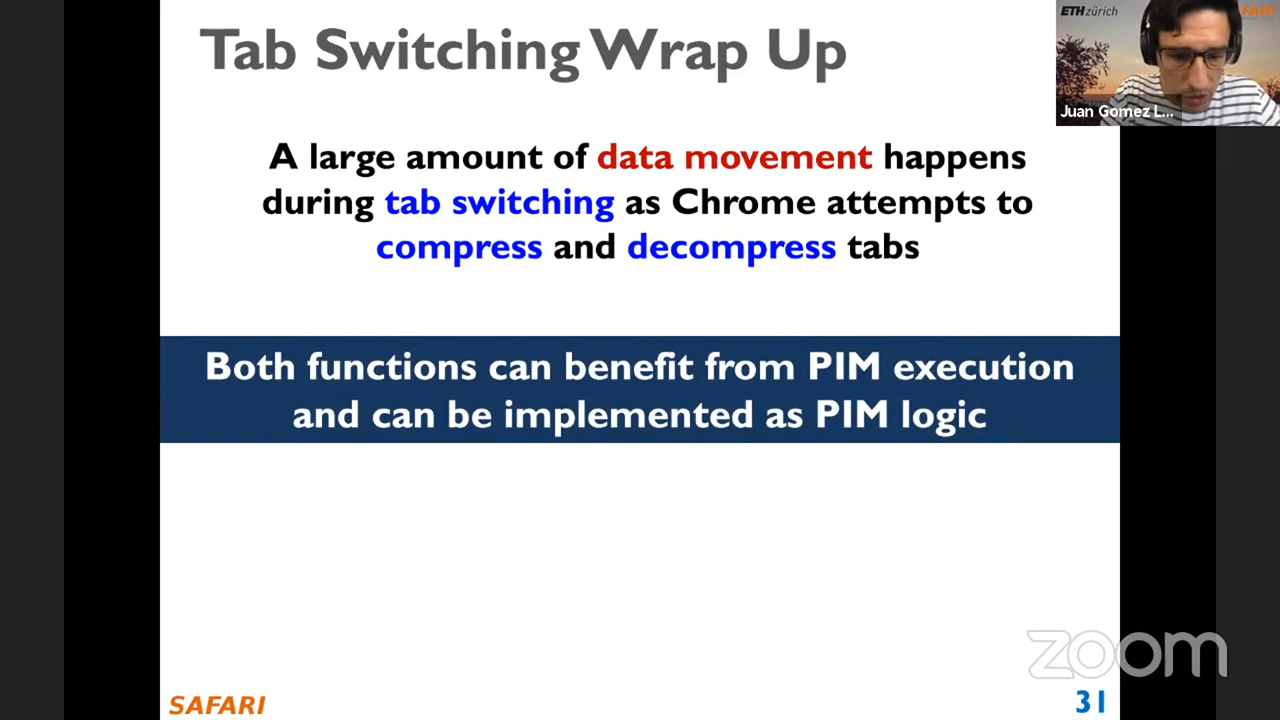 Tab Switching Wrap Up
ETH zürich
FARI
Juan Gomez L...
A large amount of data movement happens
during tab switching as Chrome attempts to
compress and decompress tabs
Both functions can benefit from PIM execution
and can be implemented as PIM logic
zoom
SAFARI
31